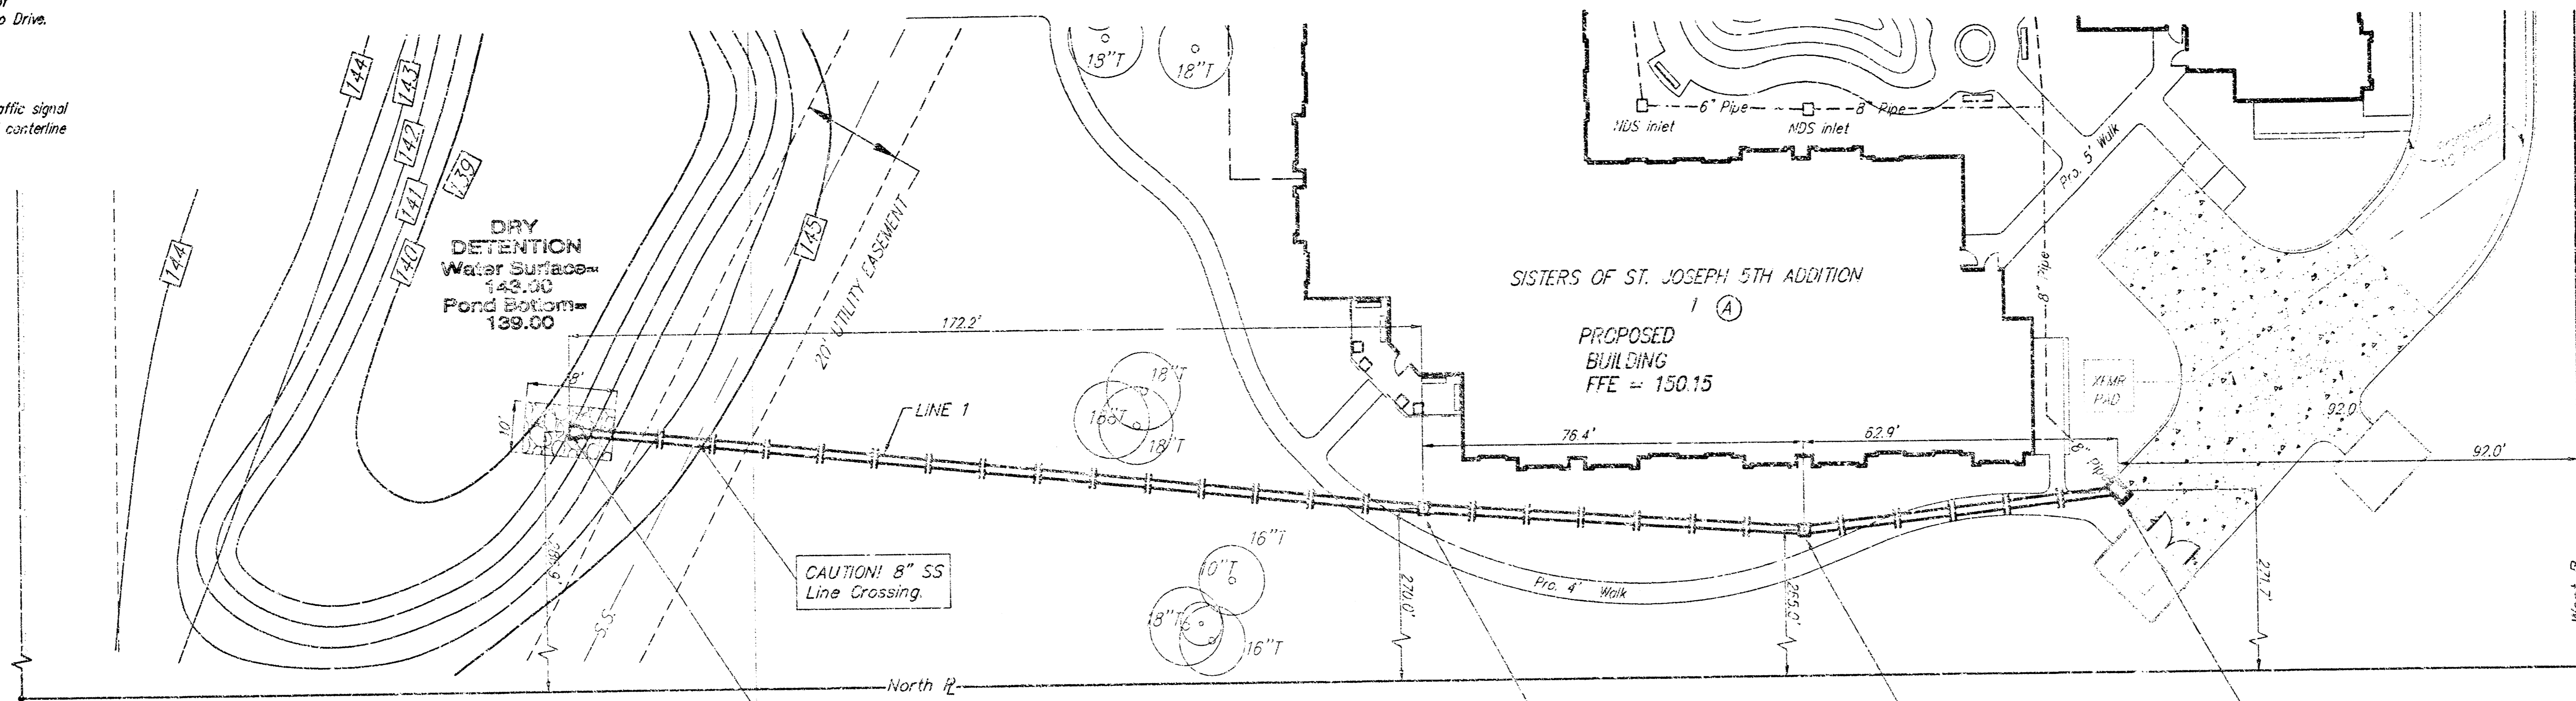 o Drive.
affic signal
centerline
144
143
142
141
140
139
144
145
DRY
DETENTION
Water Surface=
143.00
Pond Bottom=
139.00
20' UTILITY EASEMENT
18"T
18"T
6" Pipe
8" Pipe
NDS inlet
NDS inlet
Pro. 5' Walk
8" Pipe
SISTERS OF ST. JOSEPH 5TH ADDITION
1 A
PROPOSED
BUILDING
FFE = 150.15
XFMR
PAD
172.2'
18"T
18"T
18"T
8'
10'
LINE 1
76.4'
62.9'
92.0'
92.0'
8" Pipe
CAUTION! 8" SS
Line Crossing.
S.S.
16"T
10"T
18"T
16"T
Pro. 4' Walk
270.0'
265.0'
271.7'
North PL